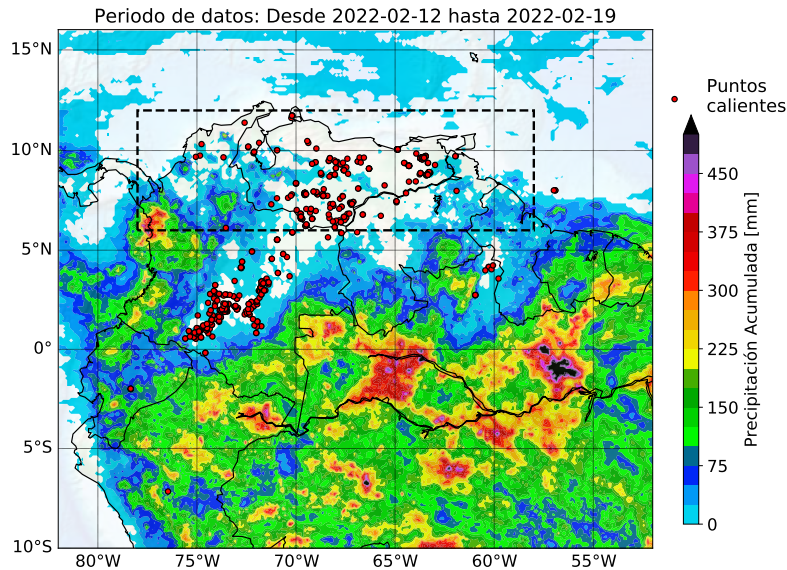 Periodo de datos: Desde 2022-02-12 hasta 2022-02-19
15°N
10°N
5°N
0°
5°S
10°S
80°W
75°W
70°W
65°W
60°W
55°W
Puntos
calientes
450
375
300
225
150
75
0
Precipitación Acumulada [mm]